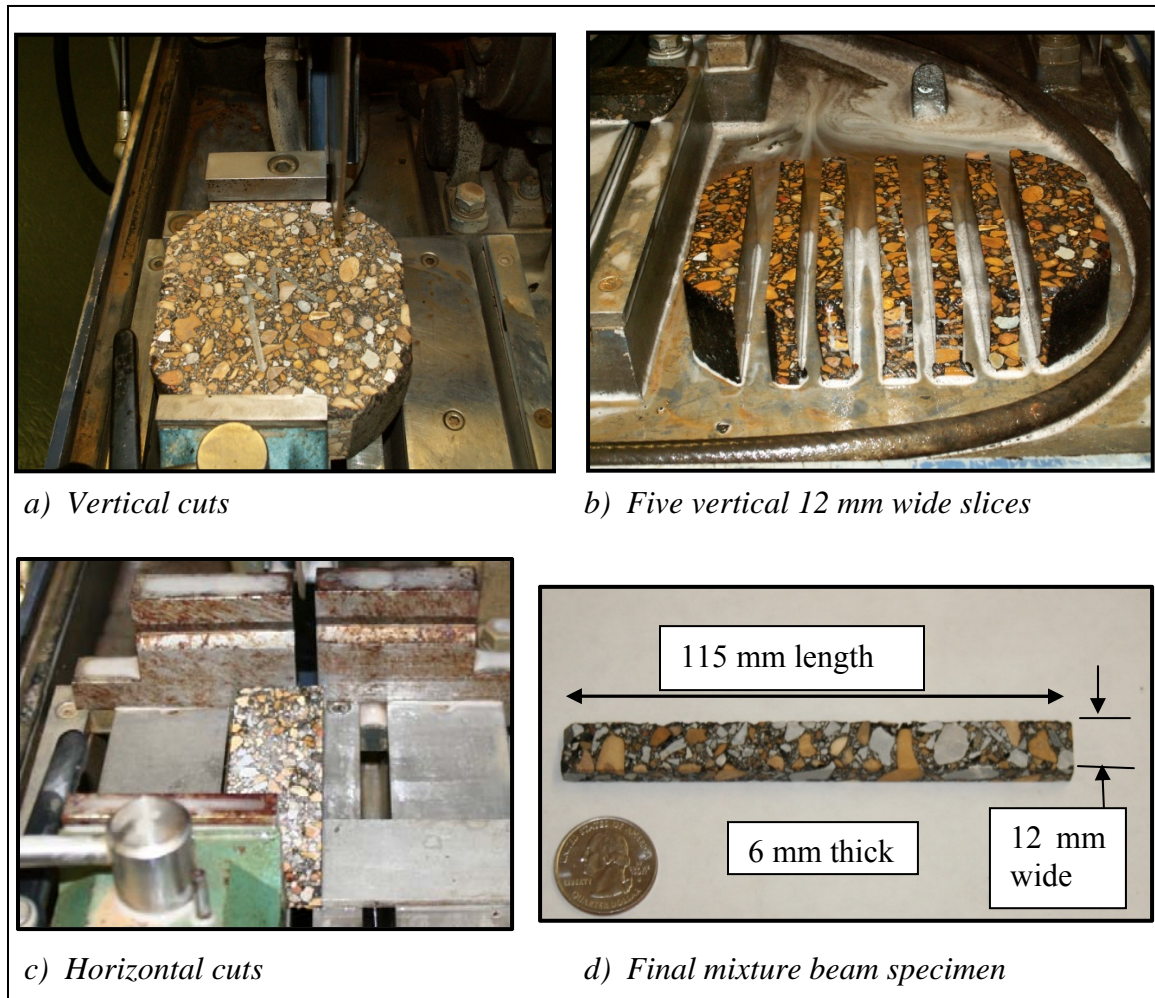 a) Vertical cuts
b) Five vertical 12 mm wide slices
115 mm length
6 mm thick
12 mm
wide
c) Horizontal cuts
d) Final mixture beam specimen